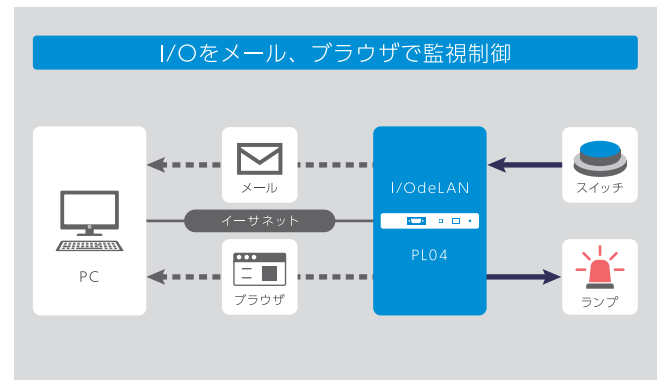 I/Oをメール、ブラウザで監視制御
メール
I/OdeLAN
スイッチ
イーサネット
PC
PL04
ブラウザ
ランプ